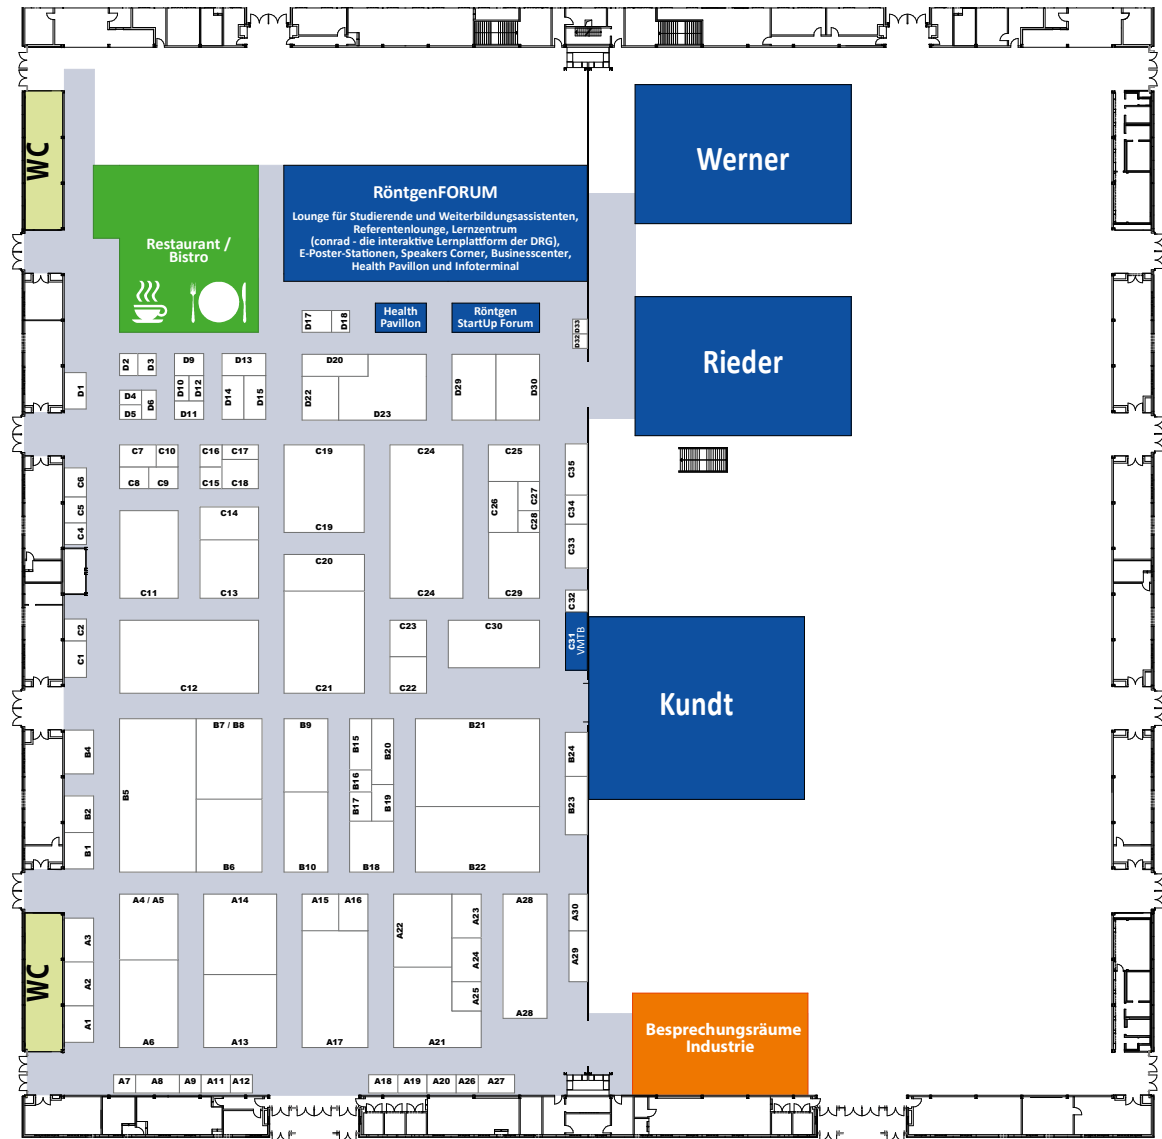 WC
Werner
RöntgenFORUM
Lounge für Studierende und Weiterbildungsassistenten,
Referentenlounge, Lernzentrum
(conrad - die interaktive Lernplattform der DRG),
E-Poster-Stationen, Speakers Corner, Businesscenter,
Health Pavillon und Infoterminal
Restaurant /
Bistro
D17
D18
Health
Pavillon
Röntgen
StartUp Forum
D33
D32
Rieder
D1
D2
D3
D4
D5
D6
D9
D10
D12
D11
D13
D14
D15
D20
D22
D23
D29
D30
C7
C10
C8
C9
C16
C17
C15
C18
C19
C19
C24
C24
C25
C26
C27
C28
C29
C35
C34
C33
C6
C5
C4
C11
C14
C13
C20
C21
C32
C31
VMTB
C2
C1
C12
C23
C22
C30
Kundt
B4
B2
B1
B5
B7 / B8
B6
B9
B10
B15
B20
B16
B17
B19
B18
B21
B22
B24
B23
WC
A3
A2
A1
A4 / A5
A6
A14
A13
A15
A16
A17
A22
A23
A24
A25
A21
A28
A28
A30
A29
Besprechungsräume
Industrie
A7
A8
A9
A11
A12
A18
A19
A20
A26
A27